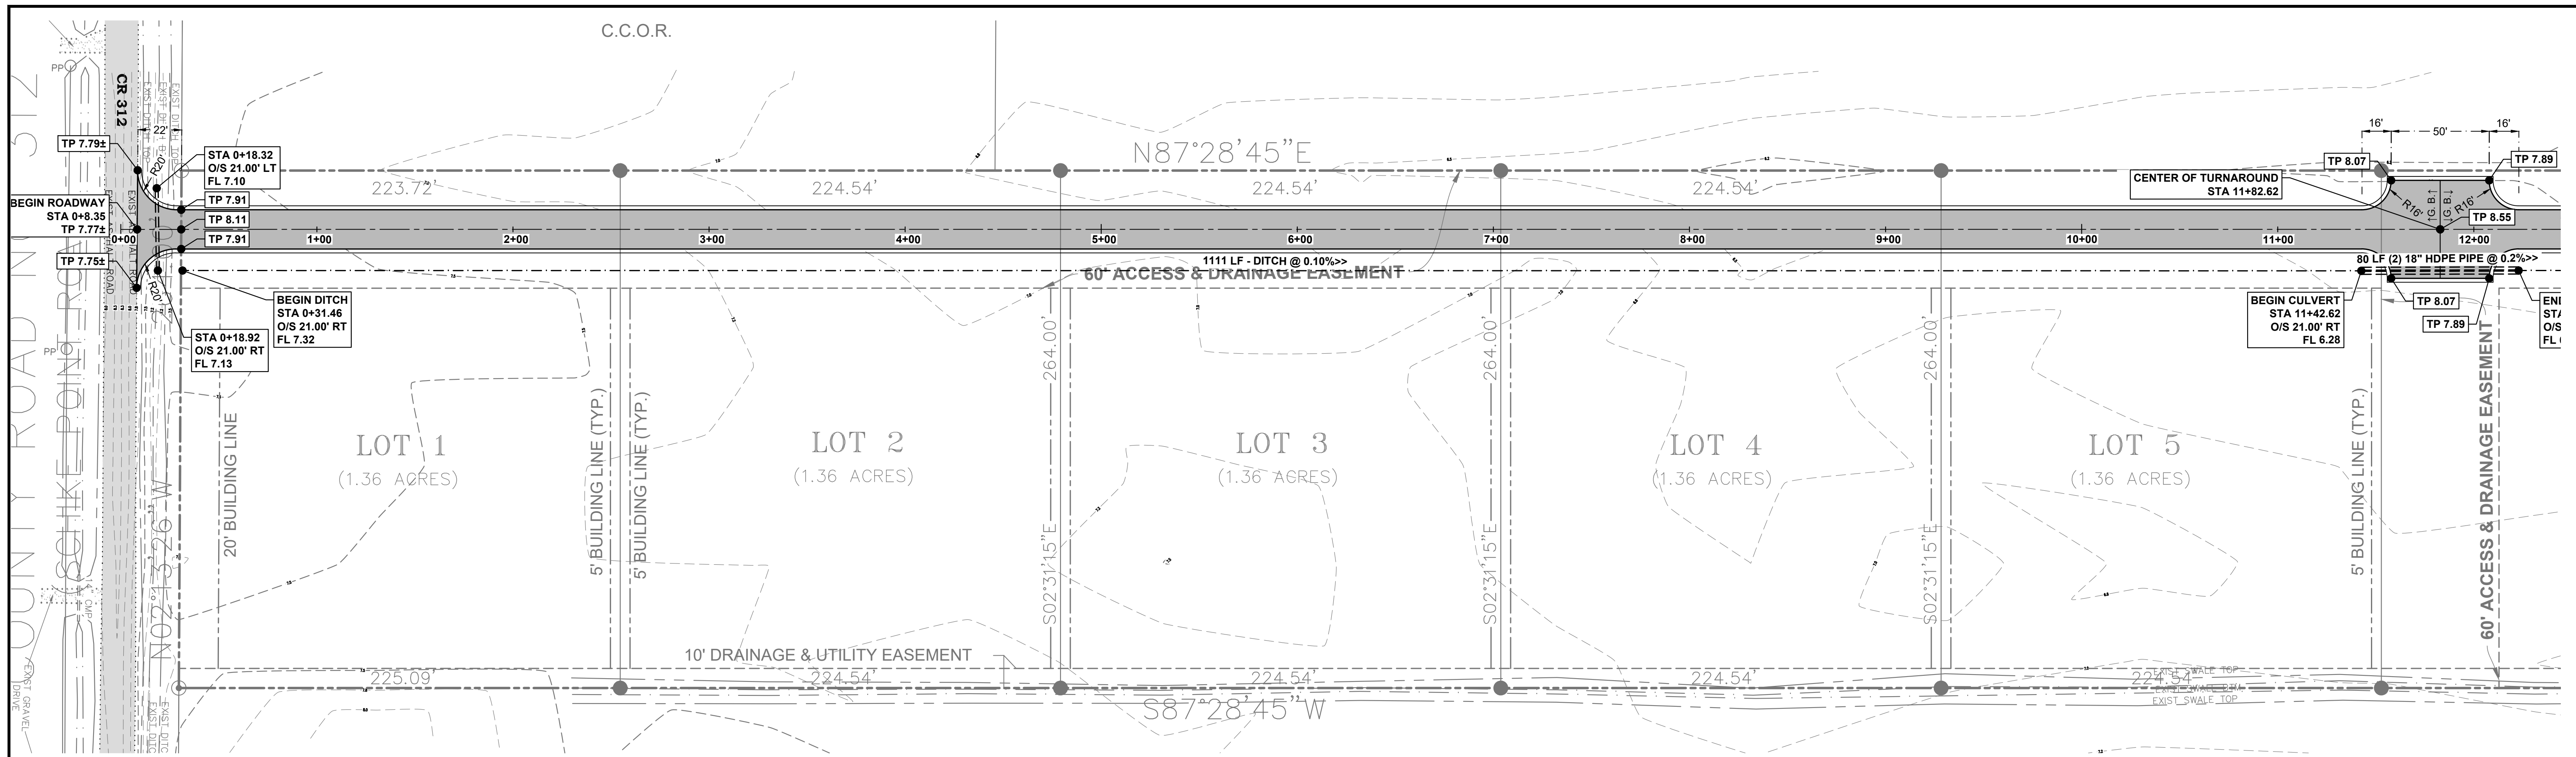 C.C.O.R.
CR 312
PP
22'
TP 7.79±
R20'
STA 0+18.32
O/S 21.00' LT
FL 7.10
BEGIN ROADWAY
STA 0+8.35
TP 7.77±
TP 7.91
TP 8.11
TP 7.91
TP 7.75±
R20'
EXIST ASPHALT ROAD
N87°28'45"E
223.72'
224.54'
224.54'
224.54'
0+00
1+00
2+00
3+00
4+00
5+00
6+00
7+00
8+00
9+00
10+00
11+00
12+00
1111 LF - DITCH @ 0.10%>>
60' ACCESS & DRAINAGE EASEMENT
BEGIN DITCH
STA 0+31.46
O/S 21.00' RT
FL 7.32
STA 0+18.92
O/S 21.00' RT
FL 7.13
PP
16'
50'
16'
TP 8.07
TP 7.89
CENTER OF TURNAROUND
STA 11+82.62
R16'
G.B.
G.B.
R16'
TP 8.55
80 LF (2) 18" HDPE PIPE @ 0.2%>>
BEGIN CULVERT
STA 11+42.62
O/S 21.00' RT
FL 6.28
TP 8.07
TP 7.89
20' BUILDING LINE
5' BUILDING LINE (TYP.)
5' BUILDING LINE (TYP.)
264.00'
S02°31'15"E
264.00'
S02°31'15"E
264.00'
S02°31'15"E
5' BUILDING LINE (TYP.)
60' ACCESS & DRAINAGE EASEMENT
LOT 1
(1.36 ACRES)
LOT 2
(1.36 ACRES)
LOT 3
(1.36 ACRES)
LOT 4
(1.36 ACRES)
LOT 5
(1.36 ACRES)
10' DRAINAGE & UTILITY EASEMENT
225.09'
224.54'
224.54'
224.54'
224.54'
EXIST SWALE TOP
EXIST SWALE TOP
S87°28'45"W
CMP
EXIST GRAVEL
DRIVE